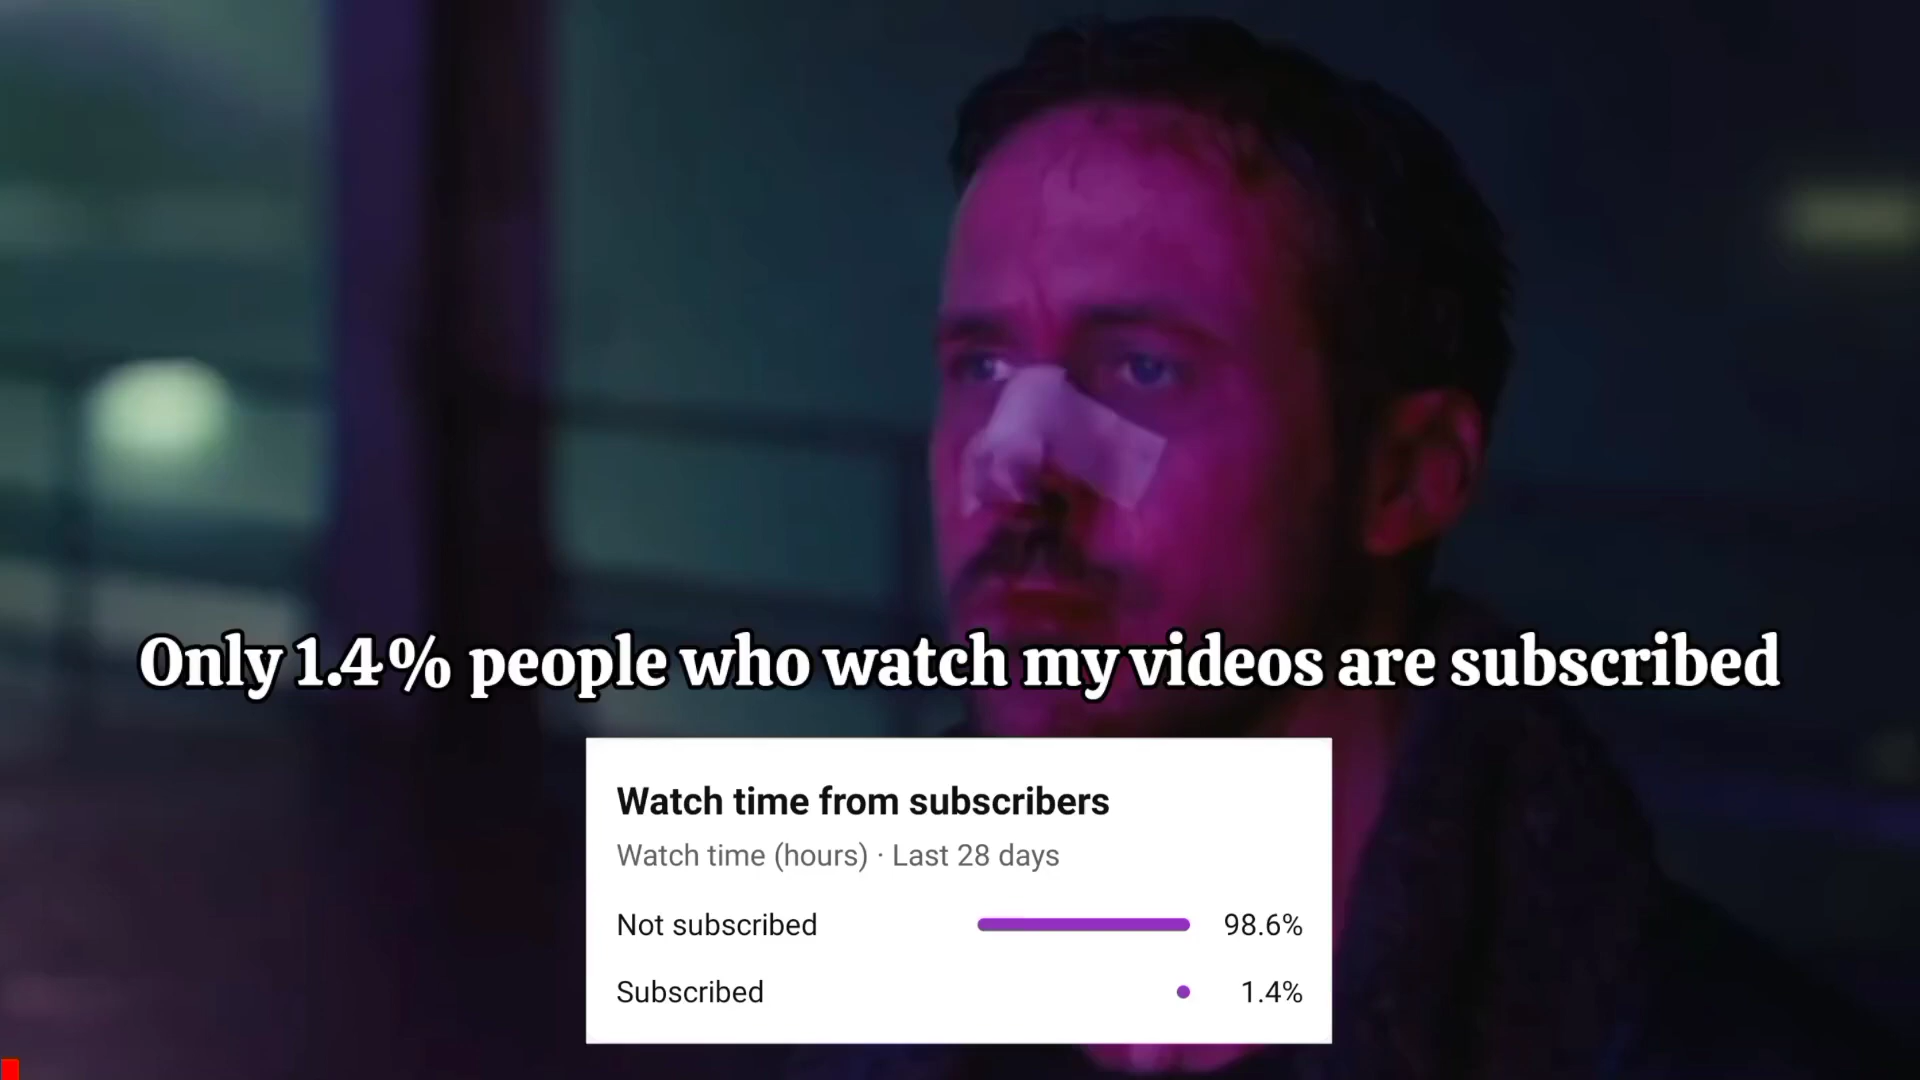 Only 1.4% people who watch my videos are subscribed
Watch time from subscribers
Watch time (hours) · Last 28 days
Not subscribed 98.6%
Subscribed 1.4%